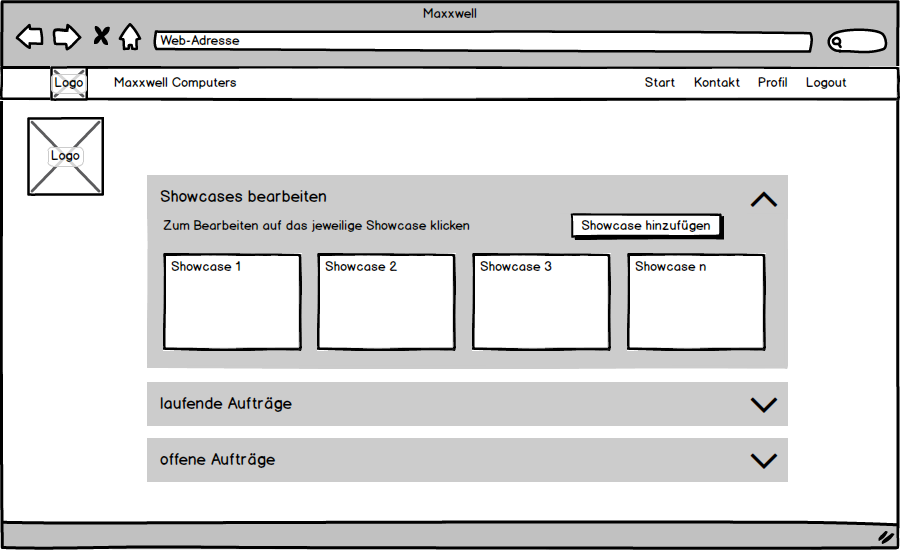 Maxxwell
Web-Adresse
Logo Maxxwell Computers Start Kontakt Profil Logout
Logo
Showcases bearbeiten
Zum Bearbeiten auf das jeweilige Showcase klicken Showcase hinzufügen
Showcase 1 Showcase 2 Showcase 3 Showcase n
laufende Aufträge
offene Aufträge